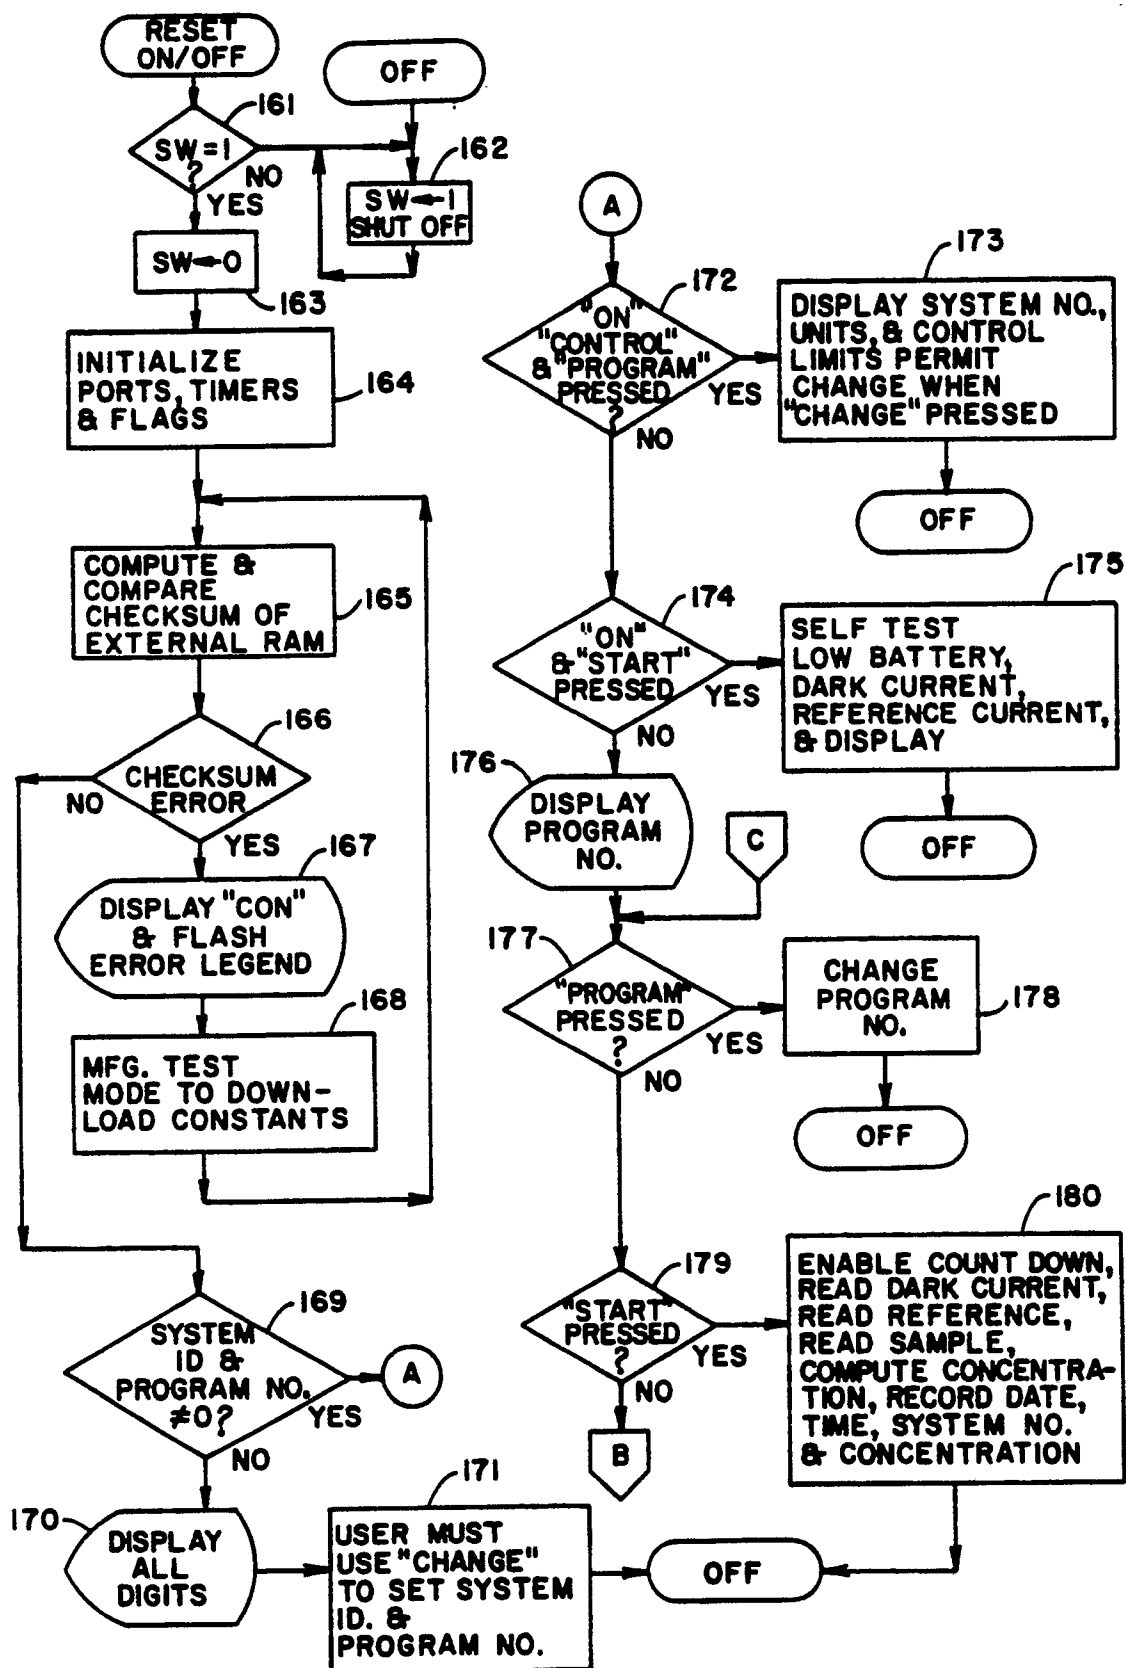 RESET
ON/OFF
OFF
161
SW=1
?
NO
YES
162
SW←1
SHUT OFF
SW←0
163
INITIALIZE
PORTS, TIMERS
& FLAGS
164
COMPUTE &
COMPARE
CHECKSUM OF
EXTERNAL RAM
165
166
CHECKSUM
ERROR
NO
YES
167
DISPLAY "CON"
& FLASH
ERROR LEGEND
168
MFG. TEST
MODE TO DOWN-
LOAD CONSTANTS
169
SYSTEM
ID &
PROGRAM NO.
≠0?
YES
A
NO
170
DISPLAY
ALL
DIGITS
171
USER MUST
USE "CHANGE"
TO SET SYSTEM
ID. &
PROGRAM NO.
OFF
A
172
"ON"
"CONTROL"
& "PROGRAM"
PRESSED
?
YES
NO
173
DISPLAY SYSTEM NO.,
UNITS, & CONTROL
LIMITS PERMIT
CHANGE WHEN
"CHANGE" PRESSED
OFF
174
"ON"
& "START"
PRESSED
YES
NO
175
SELF TEST
LOW BATTERY,
DARK CURRENT,
REFERENCE CURRENT,
& DISPLAY
OFF
176
DISPLAY
PROGRAM
NO.
C
177
"PROGRAM"
PRESSED
?
YES
NO
CHANGE
PROGRAM
NO.
178
OFF
179
"START"
PRESSED
?
YES
NO
B
180
ENABLE COUNT DOWN,
READ DARK CURRENT,
READ REFERENCE,
READ SAMPLE,
COMPUTE CONCENTRA-
TION, RECORD DATE,
TIME, SYSTEM NO.
& CONCENTRATION